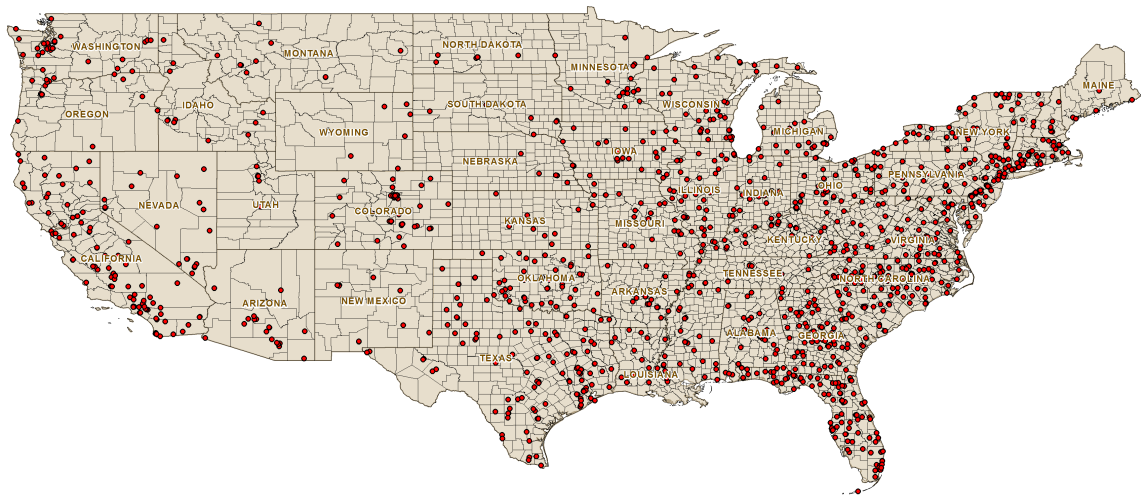 WASHINGTON
MONTANA
NORTH DAKOTA
MINNESOTA
MAINE
OREGON
IDAHO
SOUTH DAKOTA
WISCONSIN
WYOMING
MICHIGAN
NEW YORK
NEBRASKA
IOWA
PENNSYLVANIA
NEVADA
UTAH
COLORADO
ILLINOIS
INDIANA
OHIO
KANSAS
MISSOURI
KENTUCKY
VIRGINIA
CALIFORNIA
OKLAHOMA
TENNESSEE
NORTH CAROLINA
ARIZONA
NEW MEXICO
ARKANSAS
TEXAS
ALABAMA
GEORGIA
LOUISIANA